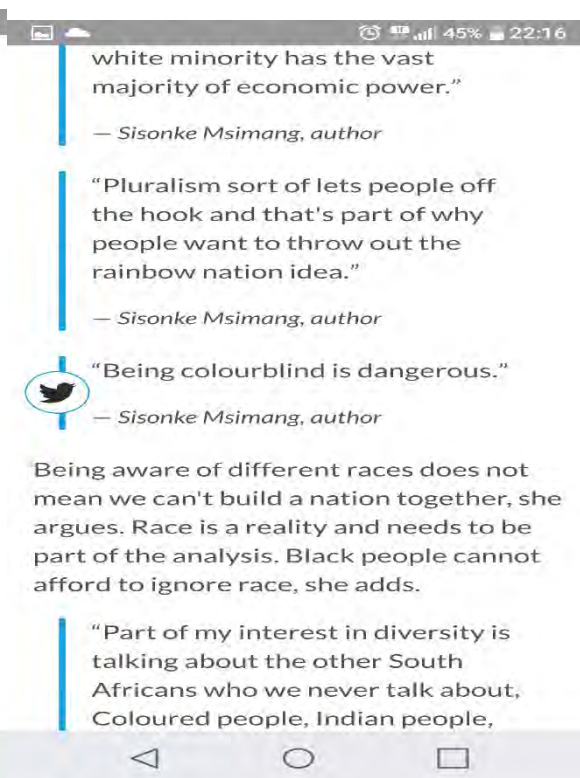 45% 22:16
white minority has the vast
majority of economic power.”
— Sisonke Msimang, author
“Pluralism sort of lets people off
the hook and that's part of why
people want to throw out the
rainbow nation idea.”
— Sisonke Msimang, author
“Being colourblind is dangerous.”
— Sisonke Msimang, author
Being aware of different races does not
mean we can't build a nation together, she
argues. Race is a reality and needs to be
part of the analysis. Black people cannot
afford to ignore race, she adds.
“Part of my interest in diversity is
talking about the other South
Africans who we never talk about,
Coloured people, Indian people,